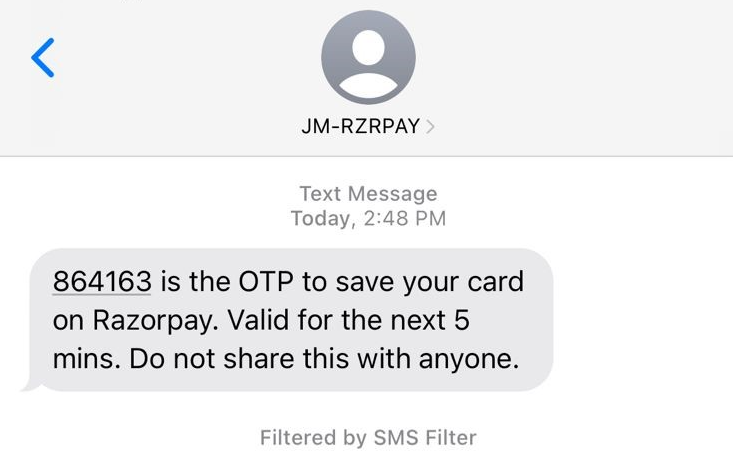 JM-RZRPAY
Text Message
Today, 2:48 PM
864163 is the OTP to save your card
on Razorpay. Valid for the next 5
mins. Do not share this with anyone.
Filtered by SMS Filter